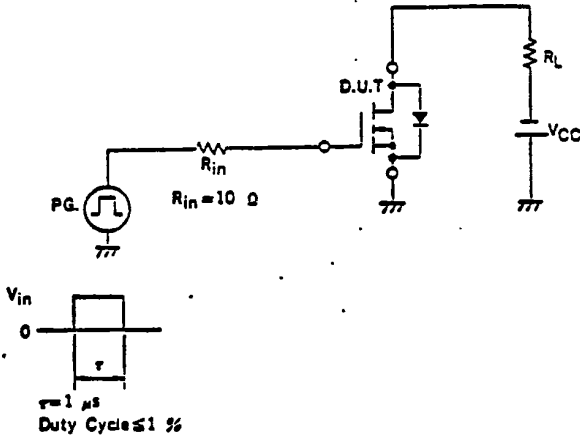 D.U.T
RL
VCC
Rin
Rin=10 Ω
PG.
Vin
0
τ
τ=1 μs
Duty Cycle≤1 %